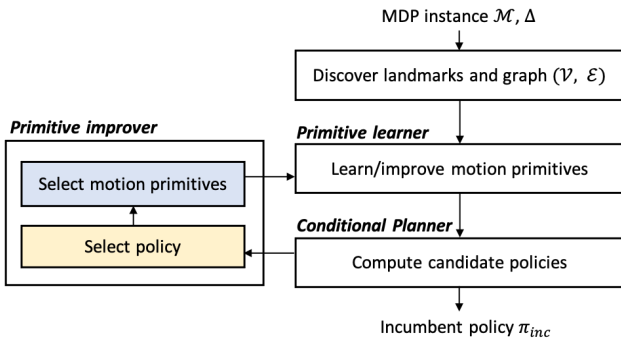 MDP instance ℳ, Δ
Discover landmarks and graph (𝒱, ℰ)
Primitive improver
Primitive learner
Select motion primitives
Learn/improve motion primitives
Conditional Planner
Select policy
Compute candidate policies
Incumbent policy π_inc